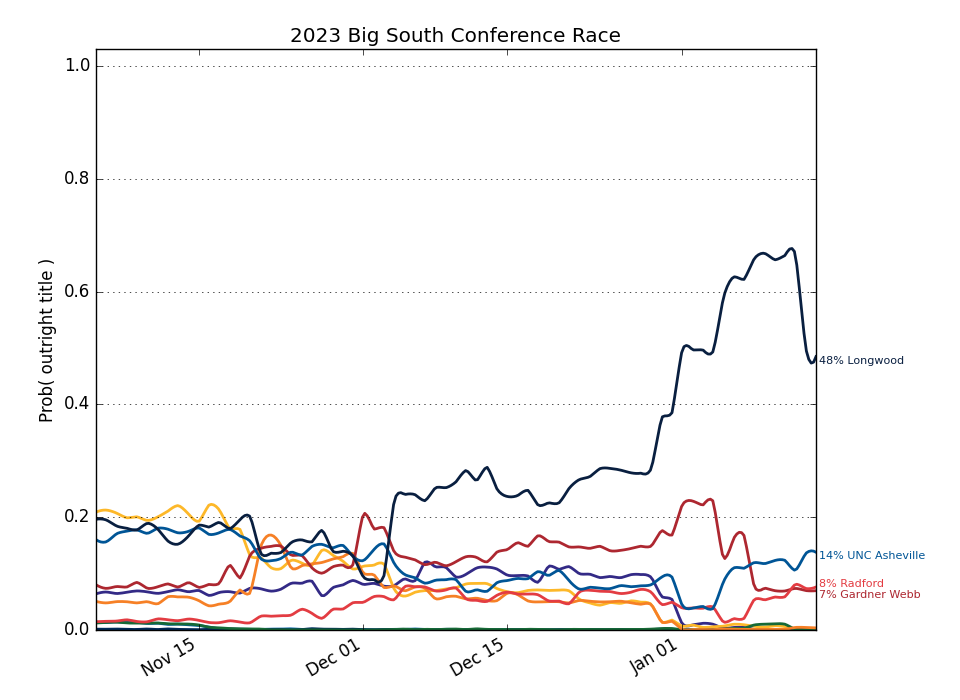 2023 Big South Conference Race
Prob( outright title )
1.0
0.8
0.6
0.4
0.2
0.0
48% Longwood
14% UNC Asheville
8% Radford
7% Gardner Webb
Nov 15
Dec 01
Dec 15
Jan 01